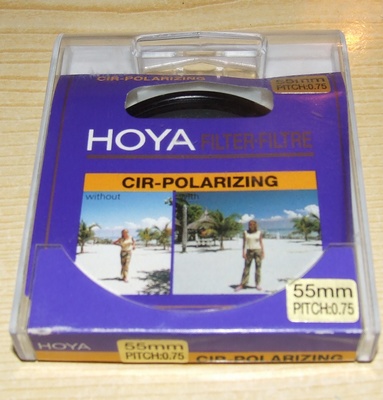 CIR-POLARIZING
55mm
PITCH:0.75
HOYA FILTER-FILTRE
CIR-POLARIZING
without
with
55mm
PITCH:0.75
HOYA
55mm
PITCH:0.75
CIR-POLARIZING